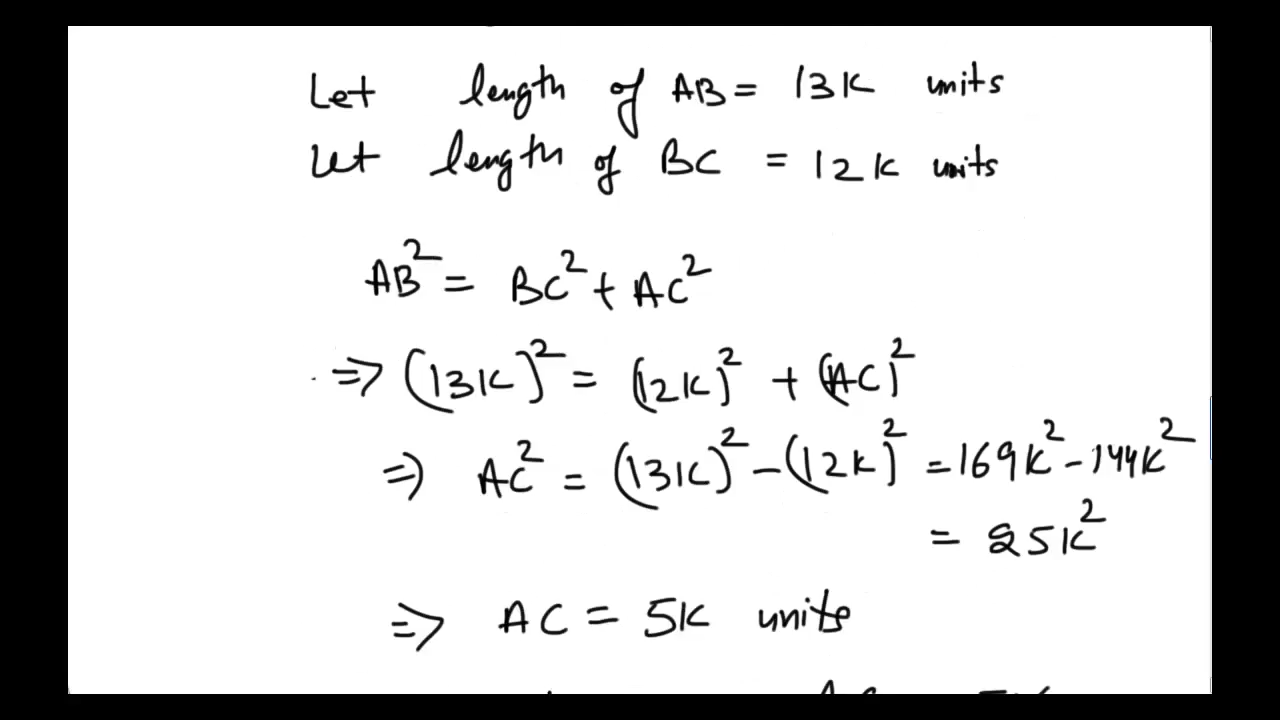 Let length of AB = 13K units
Let length of BC = 12K units
AB² = BC² + AC²
⇒ (13K)² = (12K)² + (AC)²
⇒ AC² = (13K)² - (12K)² = 169K² - 144K²
= 25K²
⇒ AC = 5K units